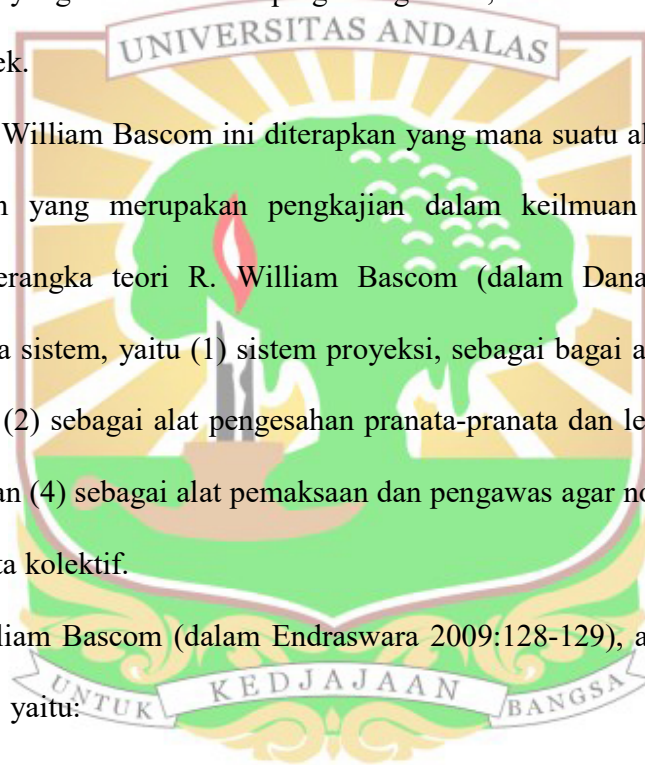 UNIVERSITAS ANDALAS
ek.
William Bascom ini diterapkan yang mana suatu
yang merupakan pengkajian dalam keilmuan
erangka teori R. William Bascom (dalam Dana
a sistem, yaitu (1) sistem proyeksi, sebagai bagai a
(2) sebagai alat pengesahan pranata-pranata dan le
an (4) sebagai alat pemaksaan dan pengawas agar no
ta kolektif.
liam Bascom (dalam Endraswara 2009:128-129), a
yaitu:
UNTUK KEDJAJAAN BANGSA